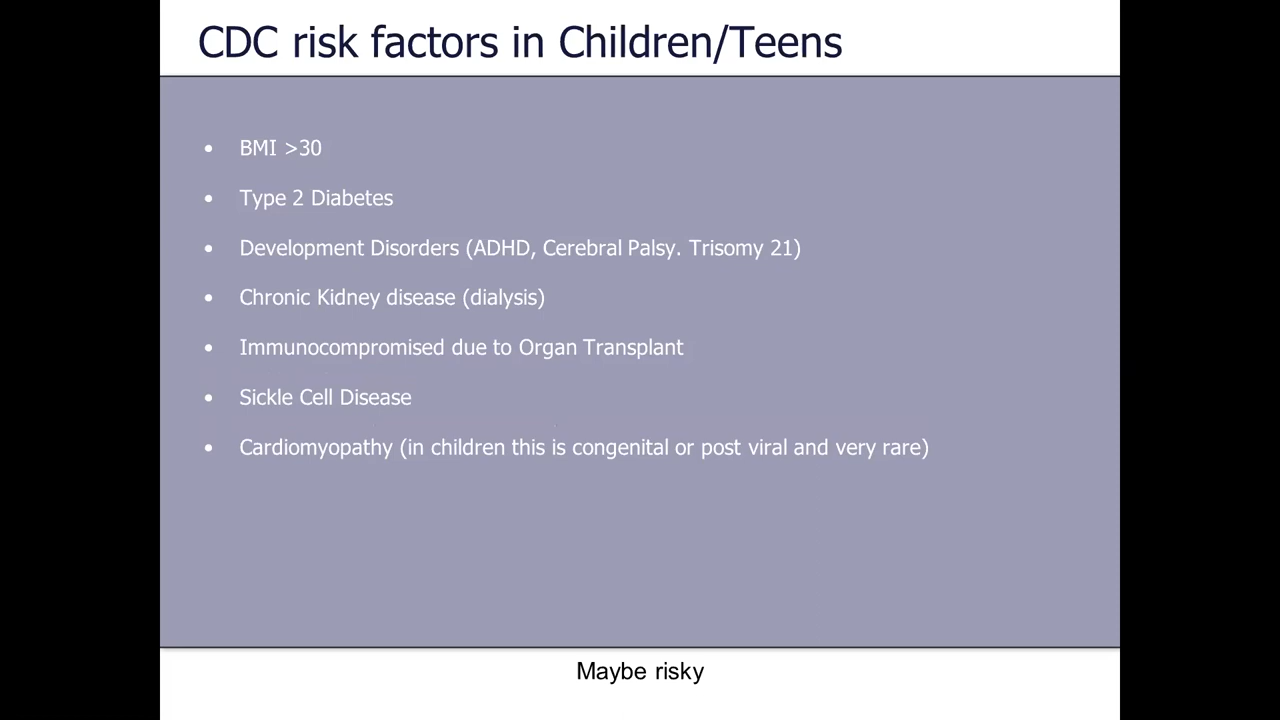 CDC risk factors in Children/Teens
• BMI >30
• Type 2 Diabetes
• Development Disorders (ADHD, Cerebral Palsy. Trisomy 21)
• Chronic Kidney disease (dialysis)
• Immunocompromised due to Organ Transplant
• Sickle Cell Disease
• Cardiomyopathy (in children this is congenital or post viral and very rare)
Maybe risky